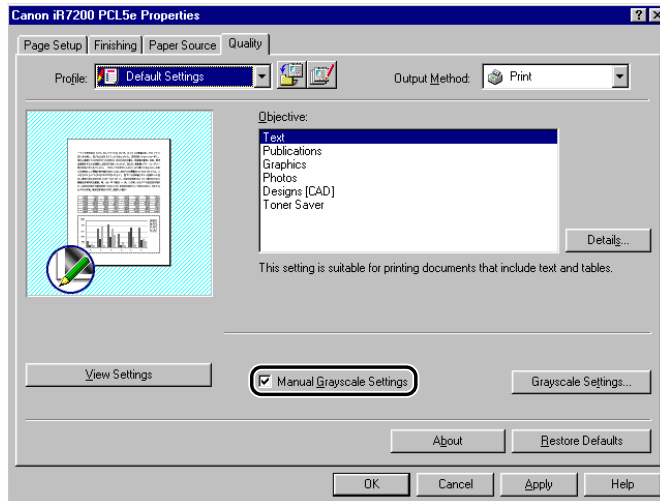 Canon iR7200 PCL5e Properties
Page Setup Finishing Paper Source Quality
Profile: Default Settings Output Method: Print
Objective:
Text
Publications
Graphics
Photos
Designs [CAD]
Toner Saver
Details...
This setting is suitable for printing documents that include text and tables.
View Settings Manual Grayscale Settings Grayscale Settings...
About Restore Defaults
OK Cancel Apply Help